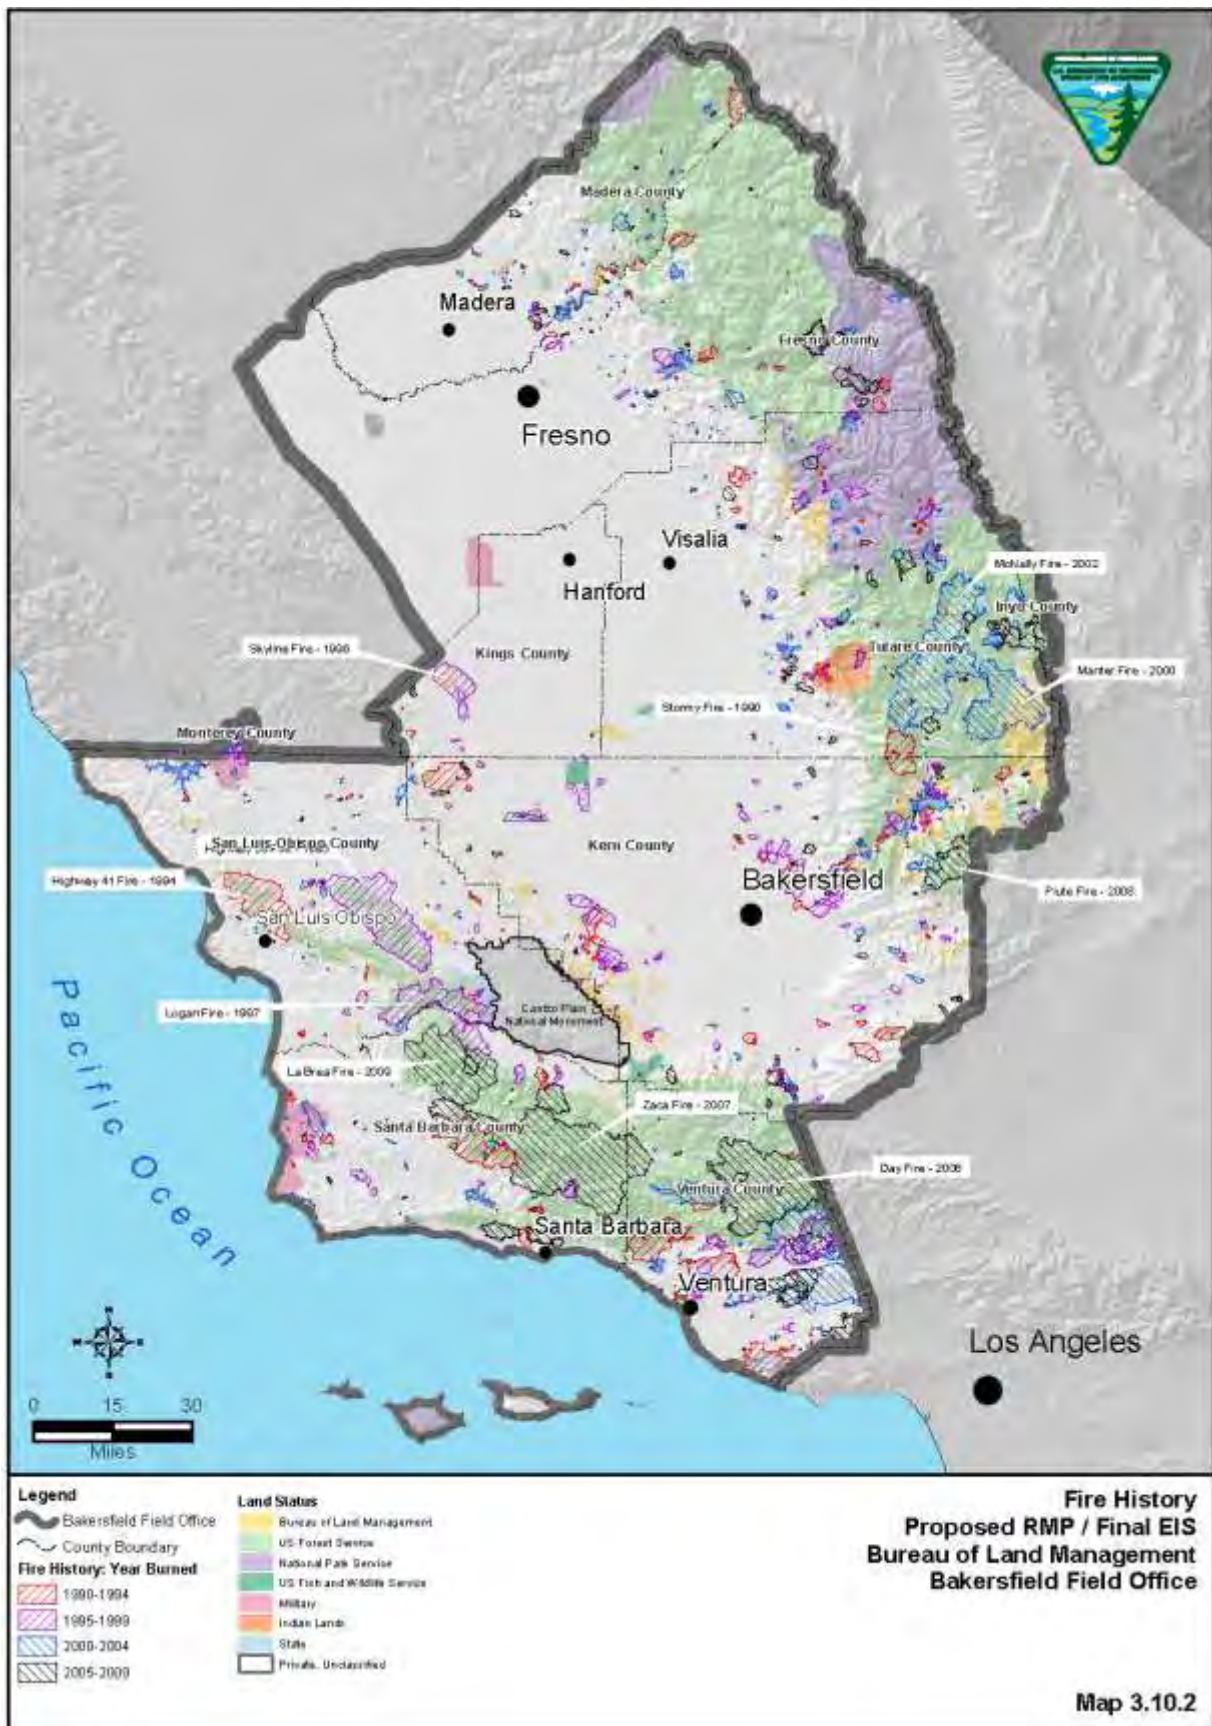 Madera County
Madera
Fresno County
Fresno
Visalia
Hanford
McNally Fire - 2002
Inyo County
Tulare County
Kings County
Manter Fire - 2000
Stormy Fire - 1990
Monterey County
San Luis Obispo County
Kern County
Highway 41 Fire - 1994
San Luis Obispo
Bakersfield
Piute Fire - 2008
Logan Fire - 1997
Carrizo Plain
National Monument
La Brea Fire - 2009
Zaca Fire - 2007
Santa Barbara County
Day Fire - 2006
Ventura County
Santa Barbara
Ventura
Los Angeles
Pacific Ocean
N
W
E
S
0 15 30
Miles
Legend
Bakersfield Field Office
County Boundary
Fire History: Year Burned
1990-1994
1995-1999
2000-2004
2005-2009
Land Status
Bureau of Land Management
US Forest Service
National Park Service
US Fish and Wildlife Service
Military
Indian Lands
State
Private, Unclassified
Fire History
Proposed RMP / Final EIS
Bureau of Land Management
Bakersfield Field Office
Map 3.10.2